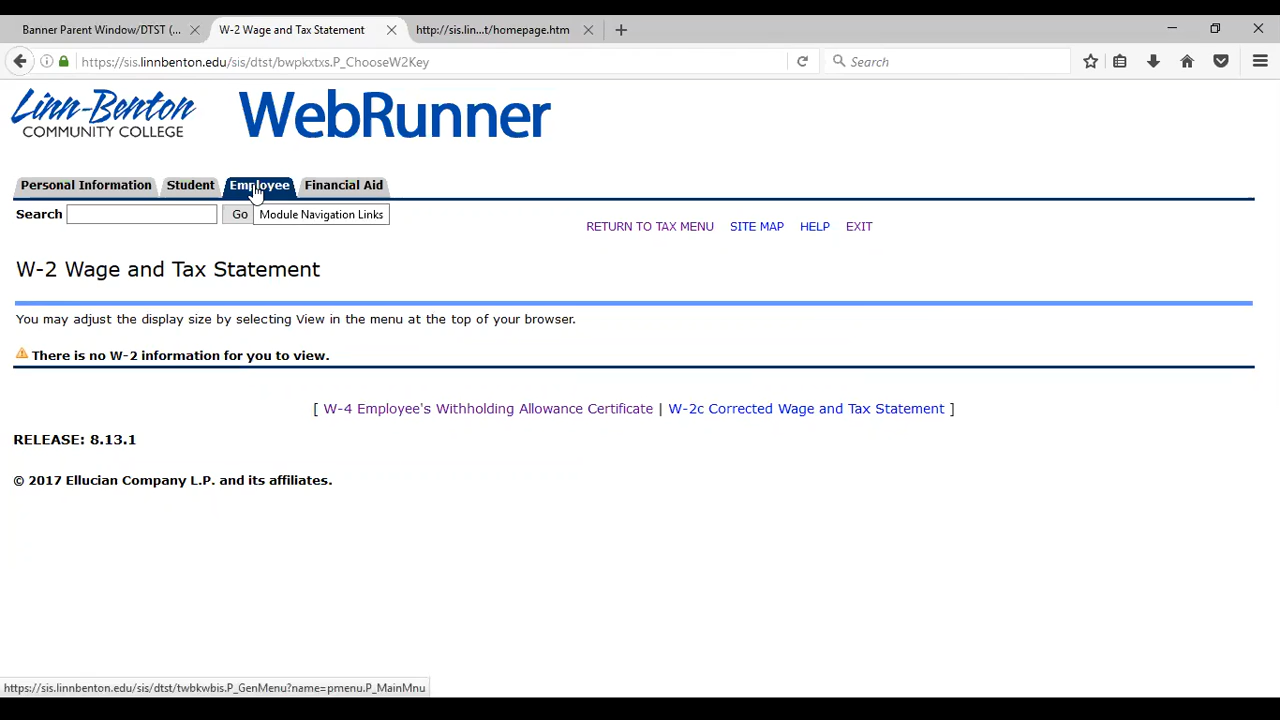 Banner Parent Window/DTST (...
W-2 Wage and Tax Statement
http://sis.lin...t/homepage.htm
https://sis.linnbenton.edu/sis/dtst/bwpkxtxs.P_ChooseW2Key
Search
Linn-Benton
COMMUNITY COLLEGE
WebRunner
Personal Information
Student
Employee
Financial Aid
Search
Go
Module Navigation Links
RETURN TO TAX MENU
SITE MAP
HELP
EXIT
W-2 Wage and Tax Statement
You may adjust the display size by selecting View in the menu at the top of your browser.
There is no W-2 information for you to view.
[ W-4 Employee's Withholding Allowance Certificate | W-2c Corrected Wage and Tax Statement ]
RELEASE: 8.13.1
© 2017 Ellucian Company L.P. and its affiliates.
https://sis.linnbenton.edu/sis/dtst/twbkwbis.P_GenMenu?name=pmenu.P_MainMnu